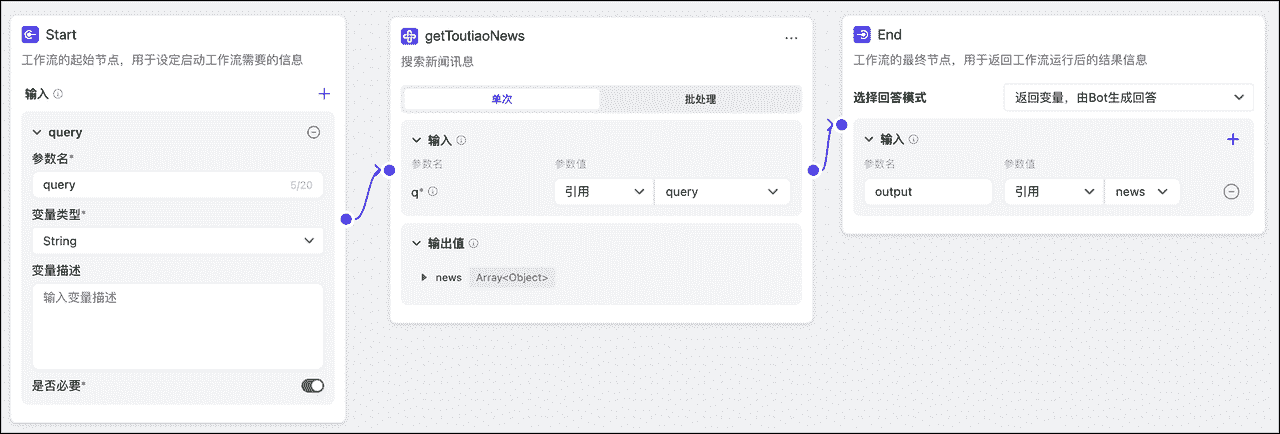 Start
工作流的起始节点，用于设定启动工作流需要的信息
输入
query
参数名*
query 5/20
变量类型*
String
变量描述
输入变量描述
是否必要*
getToutiaoNews
搜索新闻讯息
单次 批处理
输入
参数名 参数值
q* 引用 query
输出值
news Array<Object>
End
工作流的最终节点，用于返回工作流运行后的结果信息
选择回答模式 返回变量，由Bot生成回答
输入
参数名 参数值
output 引用 news